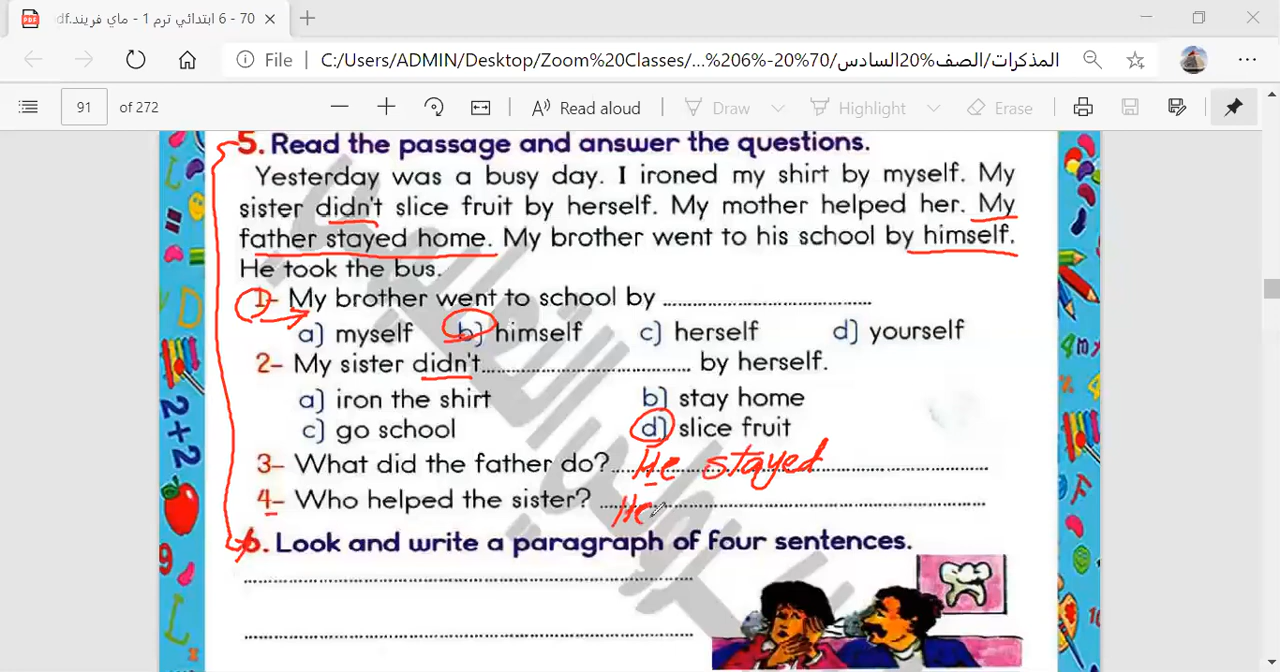 70 - 6 ابتدائي ترم 1 - ماي فريند.pdf
File C:/Users/ADMIN/Desktop/Zoom%20Classes/...%206%-20%70/المذكرات/الصف%20السادس
91 of 272 Read aloud Draw Highlight Erase
5. Read the passage and answer the questions.
Yesterday was a busy day. I ironed my shirt by myself. My
sister didn't slice fruit by herself. My mother helped her. My
father stayed home. My brother went to his school by himself.
He took the bus.
1- My brother went to school by
a) myself b) himself c) herself d) yourself
2- My sister didn't by herself.
a) iron the shirt b) stay home
c) go school d) slice fruit
3- What did the father do? He stayed
4- Who helped the sister? He
6. Look and write a paragraph of four sentences.
2+2